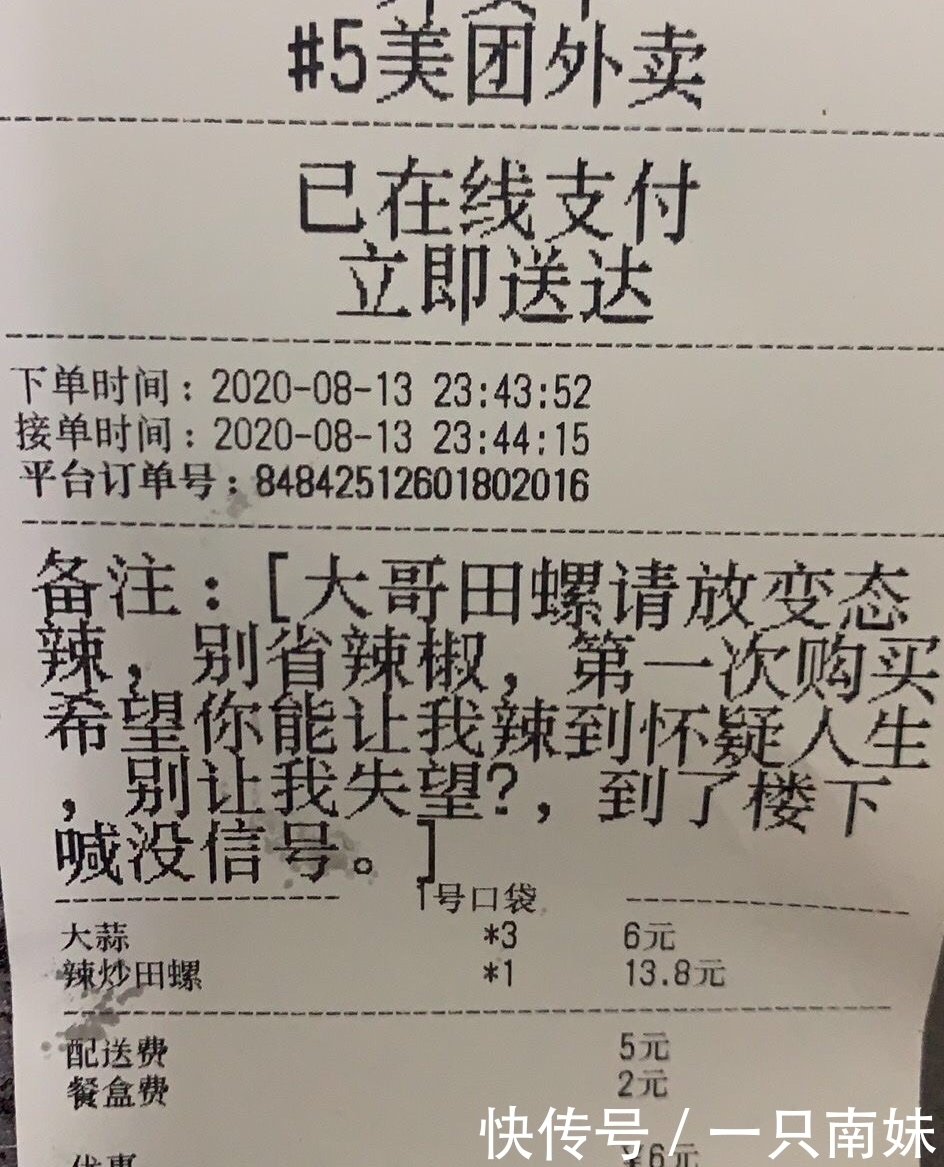 #5美团外卖
已在线支付
立即送达
下单时间：2020-08-13 23:43:52
接单时间：2020-08-13 23:44:15
平台订单号：84842512601802016
备注：[大哥田螺请放变态
辣，别省辣椒，第一次购买
希望你能让我辣到怀疑人生
，别让我失望?，到了楼下
喊没信号。]
1号口袋
大蒜 *3 6元
辣炒田螺 *1 13.8元
配送费 5元
餐盒费 2元
优惠 ¥6元
快传号 / 一只南妹